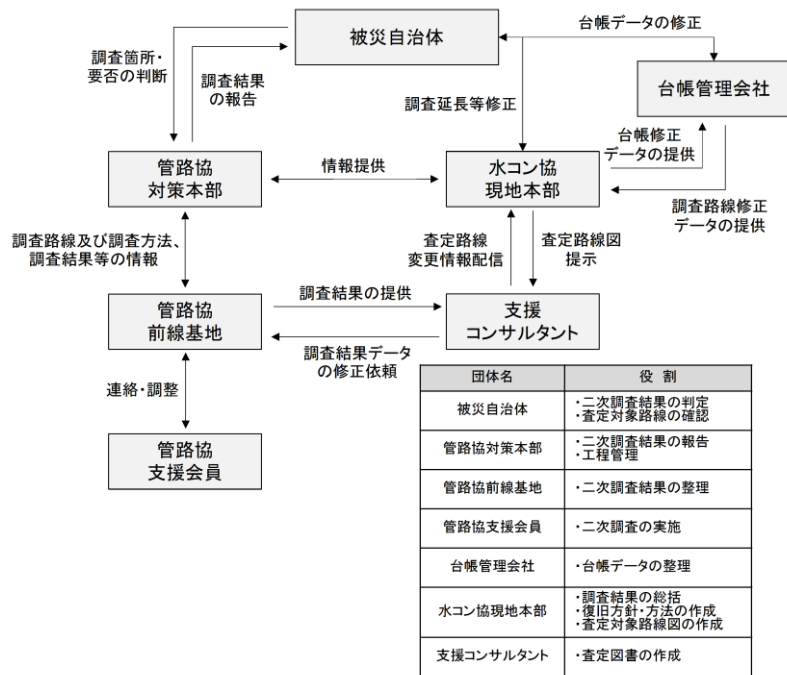 被災自治体
台帳データの修正
調査箇所・
要否の判断
調査結果
の報告
調査延長等修正
台帳管理会社
台帳修正
データの提供
管路協
対策本部
情報提供
水コン協
現地本部
調査路線修正
データの提供
調査路線及び調査方法、
調査結果等の情報
査定路線
変更情報配信
査定路線図
提示
管路協
前線基地
調査結果の提供
支援
コンサルタント
調査結果データ
の修正依頼
連絡・調整
管路協
支援会員
団体名 役 割
被災自治体 ・二次調査結果の判定
・査定対象路線の確認
管路協対策本部 ・二次調査結果の報告
・工程管理
管路協前線基地 ・二次調査結果の整理
管路協支援会員 ・二次調査の実施
台帳管理会社 ・台帳データの整理
水コン協現地本部 ・調査結果の総括
・復旧方針・方法の作成
・査定対象路線図の作成
支援コンサルタント ・査定図書の作成